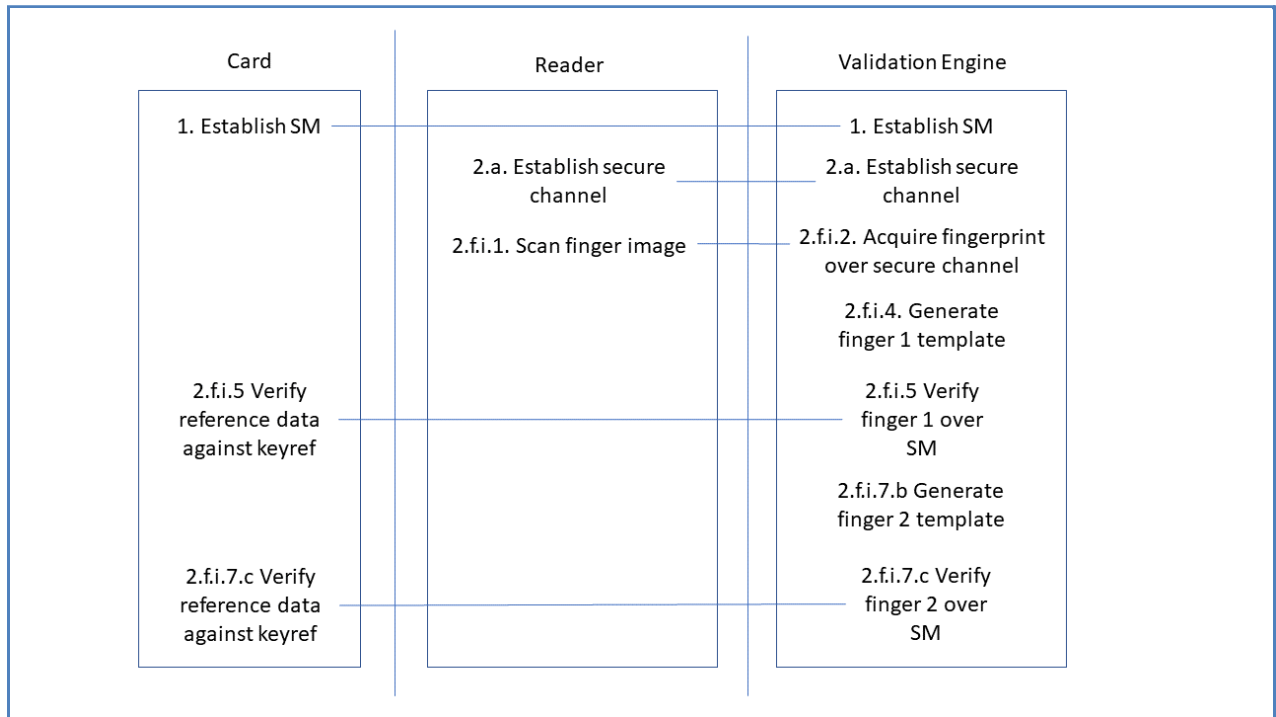 Card
Reader
Validation Engine
1. Establish SM
1. Establish SM
2.a. Establish secure
channel
2.a. Establish secure
channel
2.f.i.1. Scan finger image
2.f.i.2. Acquire fingerprint
over secure channel
2.f.i.4. Generate
finger 1 template
2.f.i.5 Verify
reference data
against keyref
2.f.i.5 Verify
finger 1 over
SM
2.f.i.7.b Generate
finger 2 template
2.f.i.7.c Verify
reference data
against keyref
2.f.i.7.c Verify
finger 2 over
SM